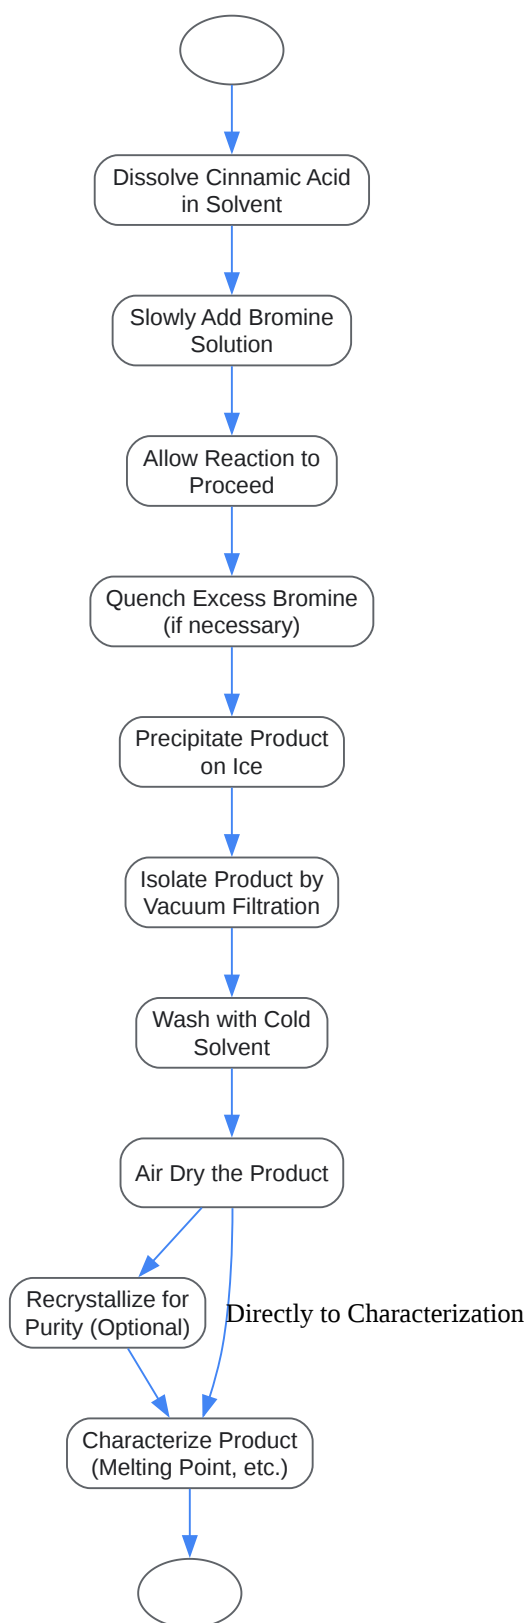 Dissolve Cinnamic Acid
in Solvent
Slowly Add Bromine
Solution
Allow Reaction to
Proceed
Quench Excess Bromine
(if necessary)
Precipitate Product
on Ice
Isolate Product by
Vacuum Filtration
Wash with Cold
Solvent
Air Dry the Product
Recrystallize for
Purity (Optional)
Directly to Characterization
Characterize Product
(Melting Point, etc.)